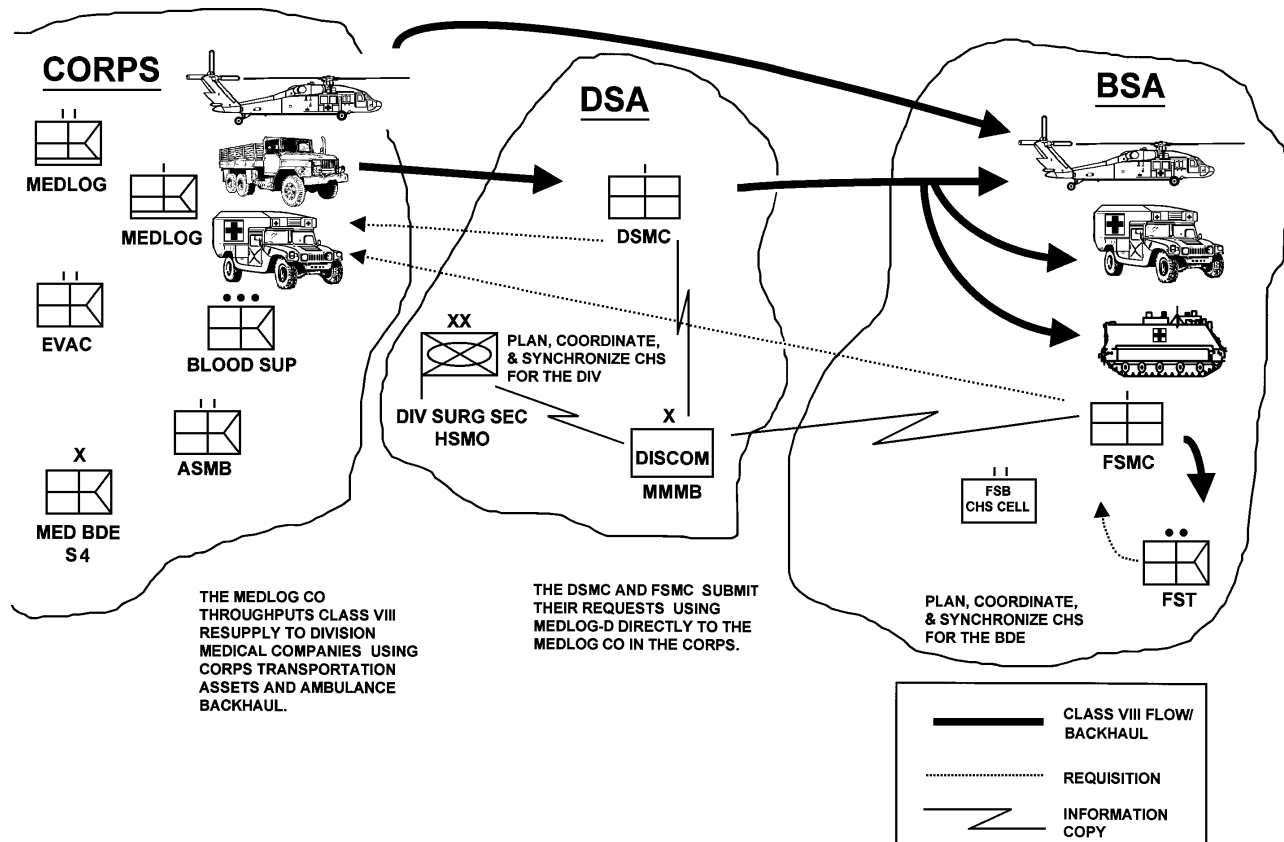 CORPS
MEDLOG
MEDLOG
EVAC
BLOOD SUP
ASMB
X
MED BDE
S4
THE MEDLOG CO
THROUGHPUTS CLASS VIII
RESUPPLY TO DIVISION
MEDICAL COMPANIES USING
CORPS TRANSPORTATION
ASSETS AND AMBULANCE
BACKHAUL.
DSA
DSMC
XX
PLAN, COORDINATE,
& SYNCHRONIZE CHS
FOR THE DIV
DIV SURG SEC
HSMO
X
DISCOM
MMMB
THE DSMC AND FSMC SUBMIT
THEIR REQUESTS USING
MEDLOG-D DIRECTLY TO THE
MEDLOG CO IN THE CORPS.
BSA
FSMC
FSB
CHS CELL
FST
PLAN, COORDINATE,
& SYNCHRONIZE CHS
FOR THE BDE
CLASS VIII FLOW/
BACKHAUL
REQUISITION
INFORMATION
COPY